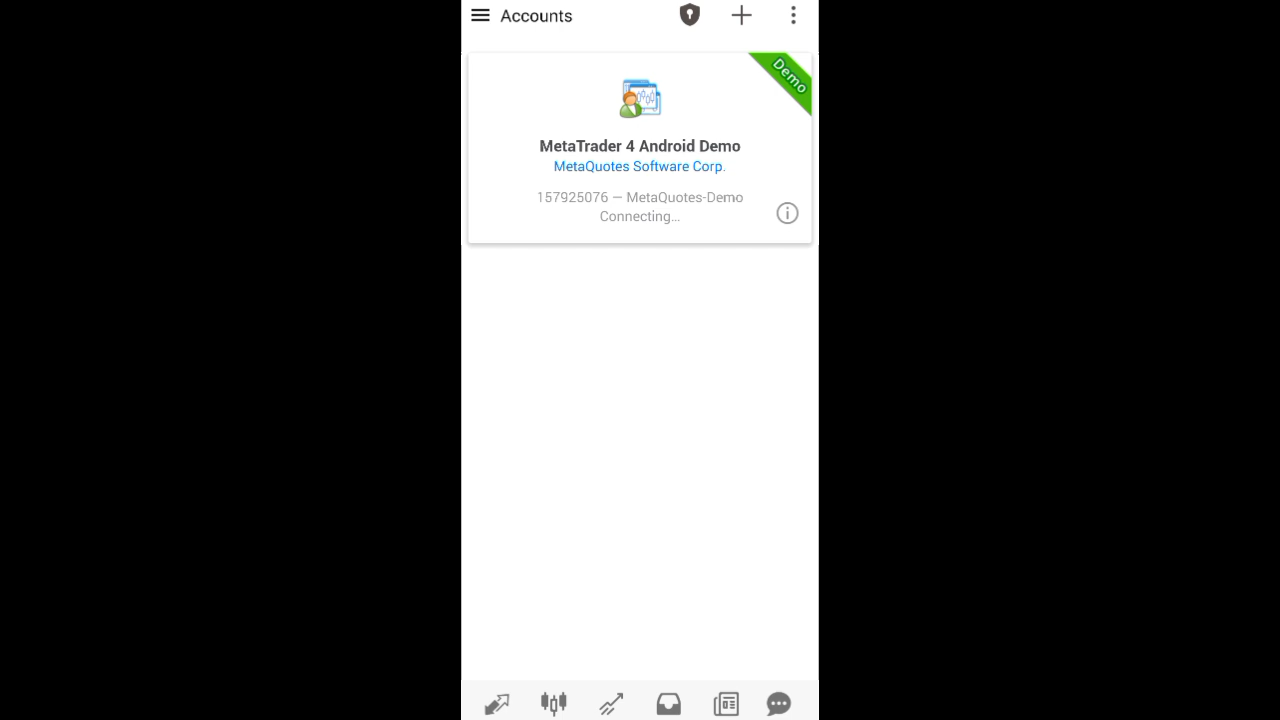 Accounts
Demo
MetaTrader 4 Android Demo
MetaQuotes Software Corp.
157925076 — MetaQuotes-Demo
Connecting...